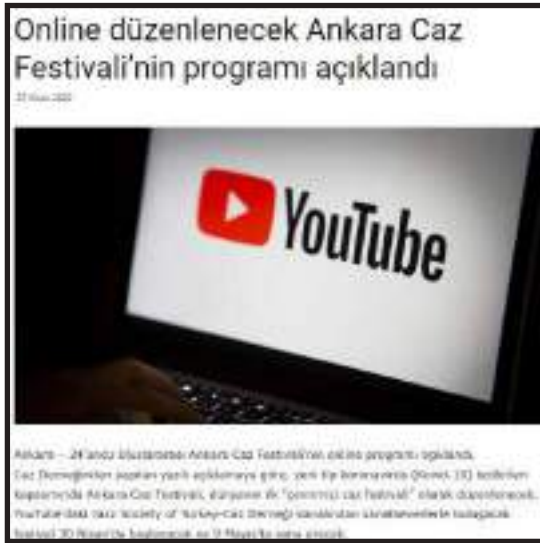 Online düzenlenecek Ankara Caz
Festivali'nin programı açıklandı
YouTube
Ankara – 24'üncü Uluslararası Ankara Caz Festivali'nin online programı açıklandı.
Caz Derneğinden yapılan yazılı açıklamaya göre, yeni tip koronavirüs (Kovid-19) tedbirleri
kapsamında Ankara Caz Festivali, dünyanın ilk "çevrimiçi caz festivali" olarak düzenlenecek.
YouTube'daki Jazz Society of Turkey-Caz Derneği kanalından sanatseverlerle buluşacak
festival 30 Nisan'da başlayacak ve 9 Mayıs'ta sona erecek.